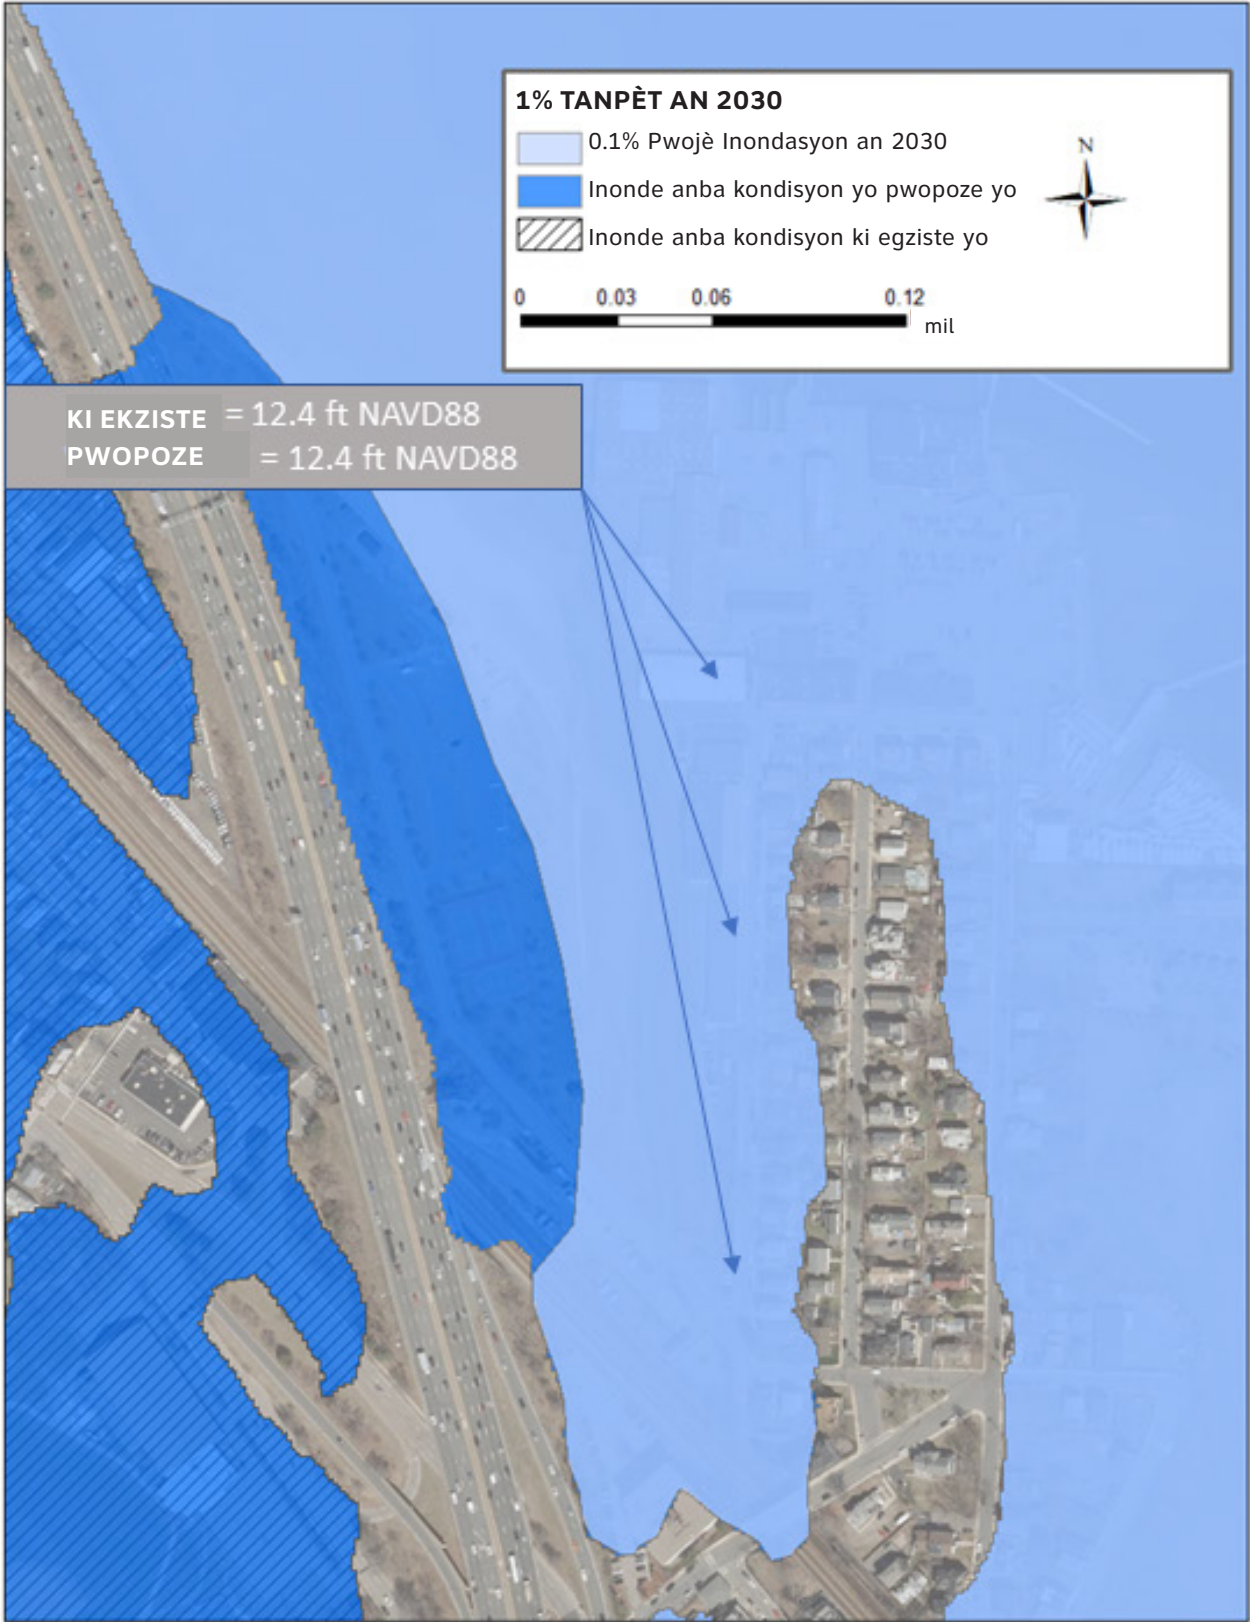 1% TANPÈT AN 2030
0.1% Pwojè Inondasyon an 2030
Inonde anba kondisyon yo pwopoze yo
Inonde anba kondisyon ki egziste yo
N
0 0.03 0.06 0.12
mil
KI EKZISTE = 12.4 ft NAVD88
PWOPOZE = 12.4 ft NAVD88